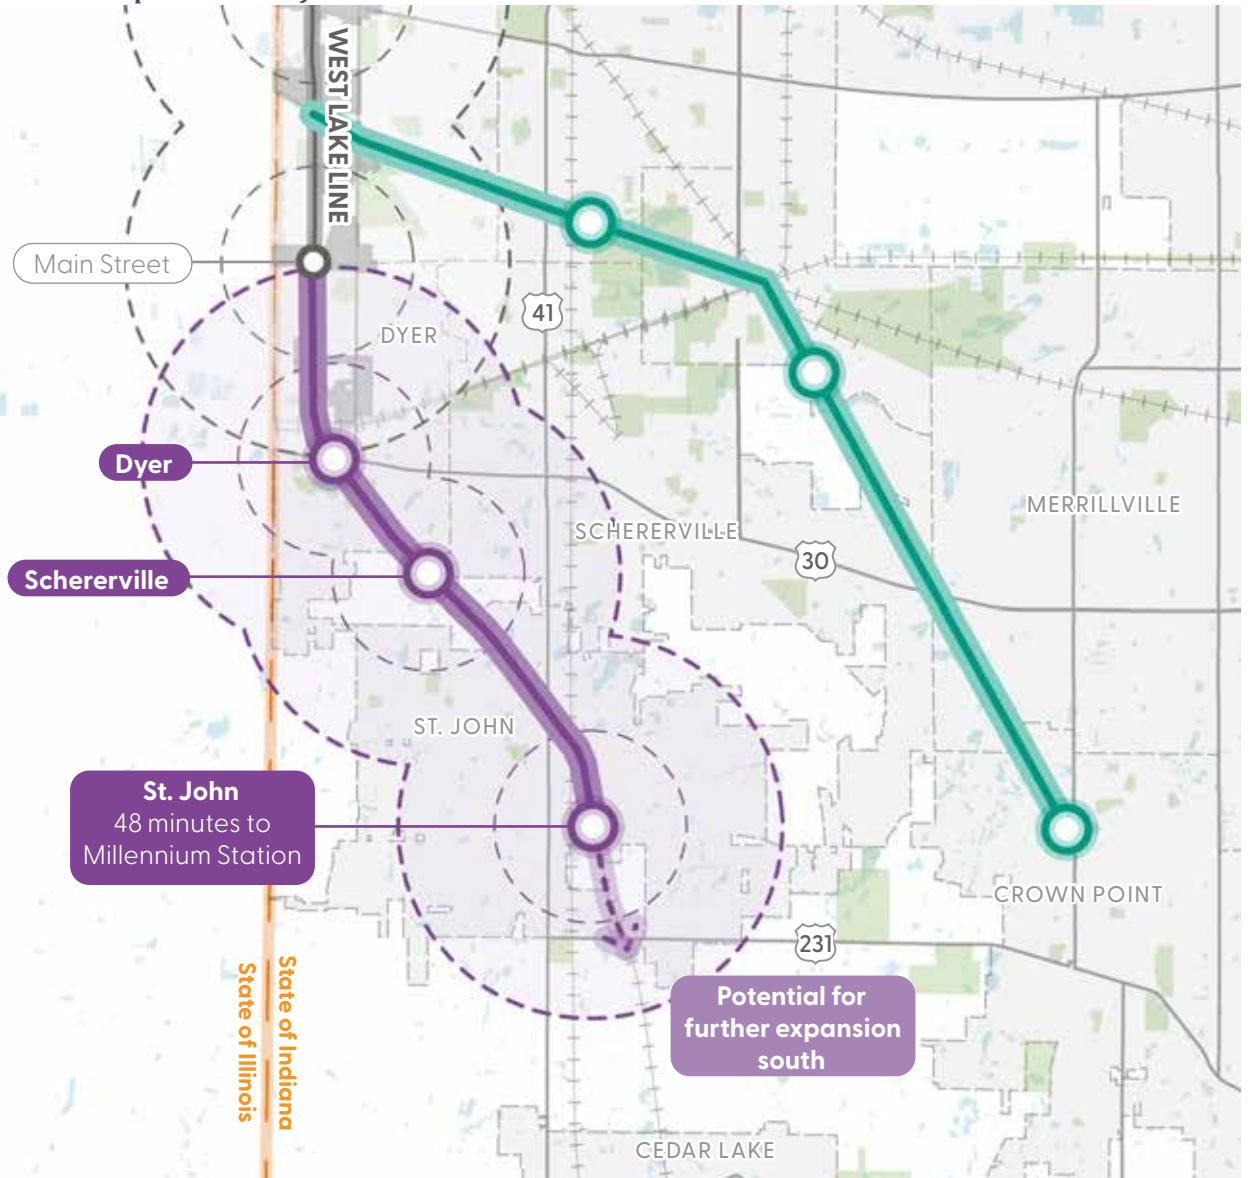 WEST LAKE LINE
Main Street
41
DYER
Dyer
SCHERERVILLE
MERRILLVILLE
30
Schererville
ST. JOHN
St. John
48 minutes to
Millennium Station
CROWN POINT
231
State of Indiana
State of Illinois
Potential for
further expansion
south
CEDAR LAKE